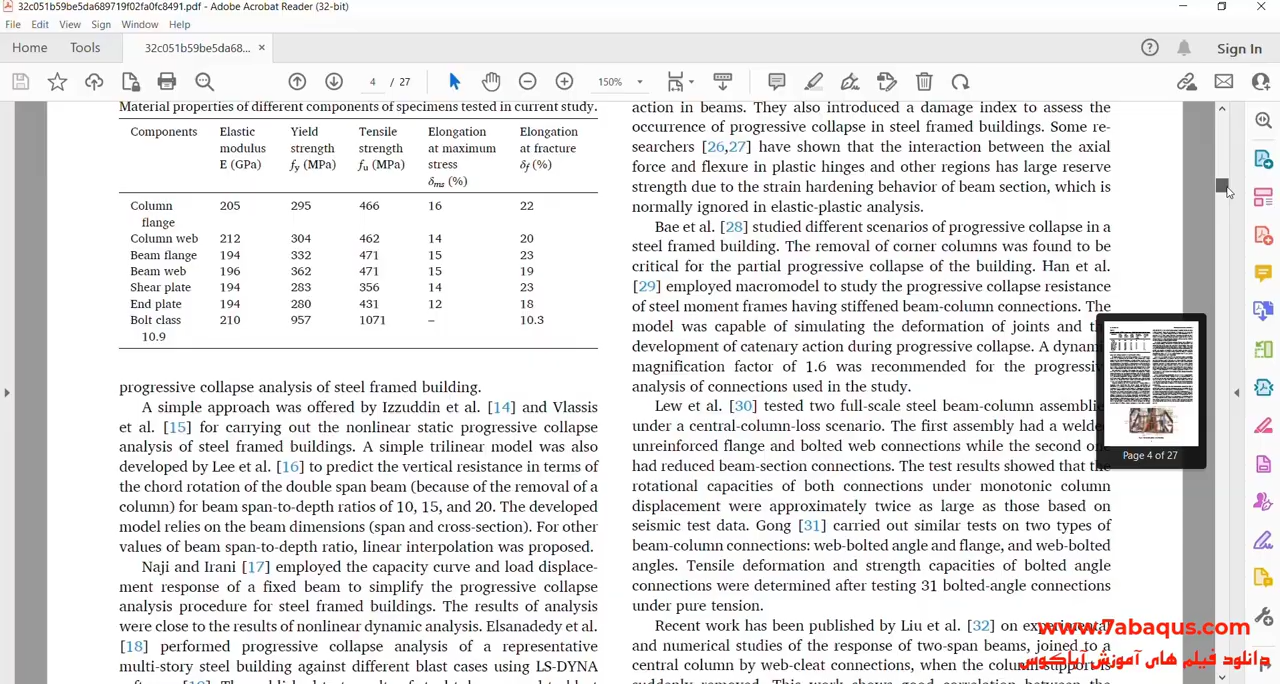 32c051b59be5da689719f02fa0fc8491.pdf - Adobe Acrobat Reader (32-bit)
File Edit View Sign Window Help
Home Tools 32c051b59be5da68... × Sign In
4 / 27 150%
Material properties of different components of specimens tested in current study.
Components Elastic modulus E (GPa) Yield strength fy (MPa) Tensile strength fu (MPa) Elongation at maximum stress δms (%) Elongation at fracture δf (%)
Column flange 205 295 466 16 22
Column web 212 304 462 14 20
Beam flange 194 332 471 15 23
Beam web 196 362 471 15 19
Shear plate 194 283 356 14 23
End plate 194 280 431 12 18
Bolt class 10.9 210 957 1071 – 10.3
progressive collapse analysis of steel framed building.
A simple approach was offered by Izzuddin et al. [14] and Vlassis
et al. [15] for carrying out the nonlinear static progressive collapse
analysis of steel framed buildings. A simple trilinear model was also
developed by Lee et al. [16] to predict the vertical resistance in terms of
the chord rotation of the double span beam (because of the removal of a
column) for beam span-to-depth ratios of 10, 15, and 20. The developed
model relies on the beam dimensions (span and cross-section). For other
values of beam span-to-depth ratio, linear interpolation was proposed.
Naji and Irani [17] employed the capacity curve and load displace-
ment response of a fixed beam to simplify the progressive collapse
analysis procedure for steel framed buildings. The results of analysis
were close to the results of nonlinear dynamic analysis. Elsanadedy et al.
[18] performed progressive collapse analysis of a representative
multi-story steel building against different blast cases using LS-DYNA
action in beams. They also introduced a damage index to assess the
occurrence of progressive collapse in steel framed buildings. Some re-
searchers [26,27] have shown that the interaction between the axial
force and flexure in plastic hinges and other regions has large reserve
strength due to the strain hardening behavior of beam section, which is
normally ignored in elastic-plastic analysis.
Bae et al. [28] studied different scenarios of progressive collapse in a
steel framed building. The removal of corner columns was found to be
critical for the partial progressive collapse of the building. Han et al.
[29] employed macromodel to study the progressive collapse resistance
of steel moment frames having stiffened beam-column connections. The
model was capable of simulating the deformation of joints and th
development of catenary action during progressive collapse. A dynam
magnification factor of 1.6 was recommended for the progressiv
analysis of connections used in the study.
Lew et al. [30] tested two full-scale steel beam-column assemblie
under a central-column-loss scenario. The first assembly had a welde
unreinforced flange and bolted web connections while the second on
had reduced beam-section connections. The test results showed that the
rotational capacities of both connections under monotonic column
displacement were approximately twice as large as those based on
seismic test data. Gong [31] carried out similar tests on two types of
beam-column connections: web-bolted angle and flange, and web-bolted
angles. Tensile deformation and strength capacities of bolted angle
connections were determined after testing 31 bolted-angle connections
under pure tension.
Recent work has been published by Liu et al. [32] on experimental
and numerical studies of the response of two-span beams, joined to a
central column by web-cleat connections, when the column support is
Page 4 of 27
www.7abaqus.com
دانلود فیلم های آموزش آباکوس